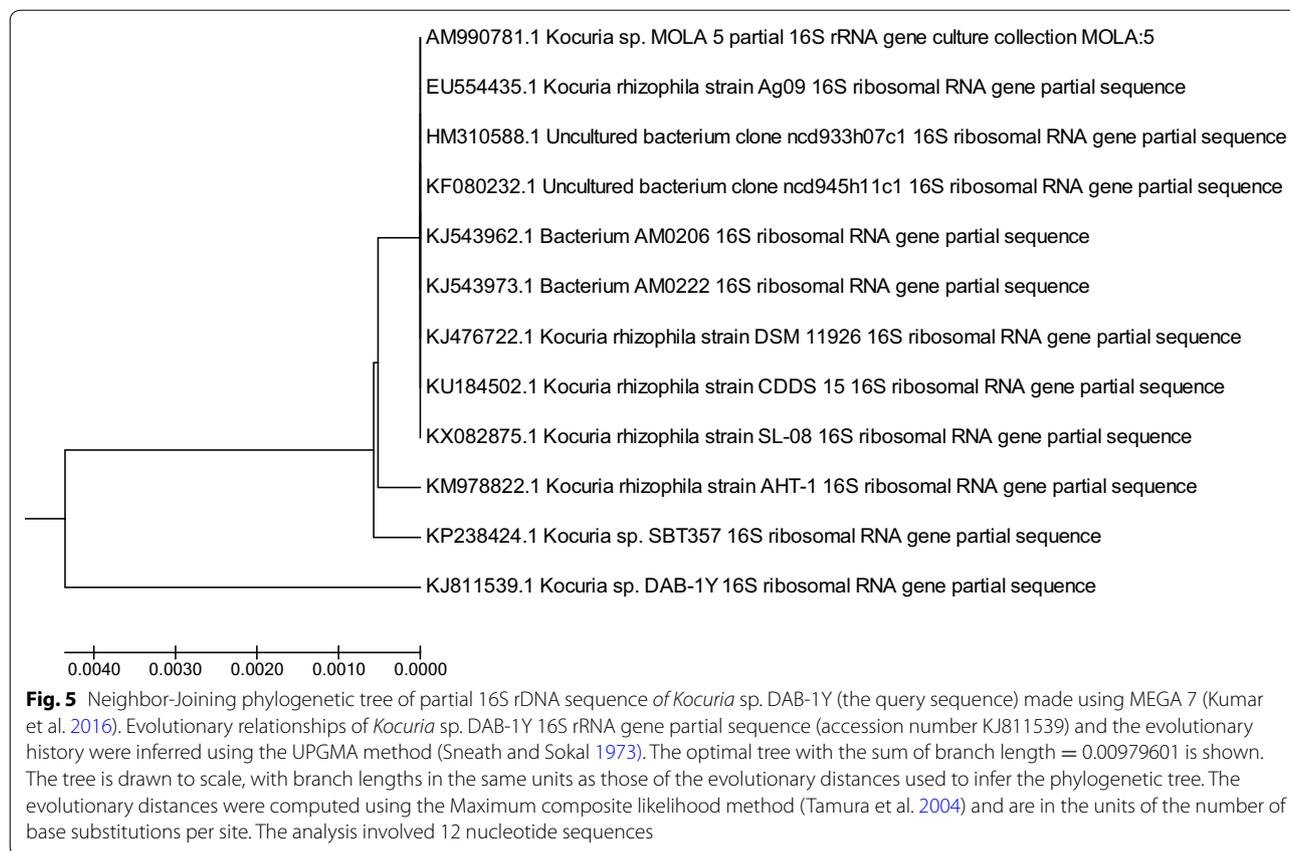 AM990781.1 Kocuria sp. MOLA 5 partial 16S rRNA gene culture collection MOLA:5
EU554435.1 Kocuria rhizophila strain Ag09 16S ribosomal RNA gene partial sequence
HM310588.1 Uncultured bacterium clone ncd933h07c1 16S ribosomal RNA gene partial sequence
KF080232.1 Uncultured bacterium clone ncd945h11c1 16S ribosomal RNA gene partial sequence
KJ543962.1 Bacterium AM0206 16S ribosomal RNA gene partial sequence
KJ543973.1 Bacterium AM0222 16S ribosomal RNA gene partial sequence
KJ476722.1 Kocuria rhizophila strain DSM 11926 16S ribosomal RNA gene partial sequence
KU184502.1 Kocuria rhizophila strain CDDS 15 16S ribosomal RNA gene partial sequence
KX082875.1 Kocuria rhizophila strain SL-08 16S ribosomal RNA gene partial sequence
KM978822.1 Kocuria rhizophila strain AHT-1 16S ribosomal RNA gene partial sequence
KP238424.1 Kocuria sp. SBT357 16S ribosomal RNA gene partial sequence
KJ811539.1 Kocuria sp. DAB-1Y 16S ribosomal RNA gene partial sequence
0.0040 0.0030 0.0020 0.0010 0.0000
Fig. 5 Neighbor-Joining phylogenetic tree of partial 16S rDNA sequence of Kocuria sp. DAB-1Y (the query sequence) made using MEGA 7 (Kumar
et al. 2016). Evolutionary relationships of Kocuria sp. DAB-1Y 16S rRNA gene partial sequence (accession number KJ811539) and the evolutionary
history were inferred using the UPGMA method (Sneath and Sokal 1973). The optimal tree with the sum of branch length = 0.00979601 is shown.
The tree is drawn to scale, with branch lengths in the same units as those of the evolutionary distances used to infer the phylogenetic tree. The
evolutionary distances were computed using the Maximum composite likelihood method (Tamura et al. 2004) and are in the units of the number of
base substitutions per site. The analysis involved 12 nucleotide sequences